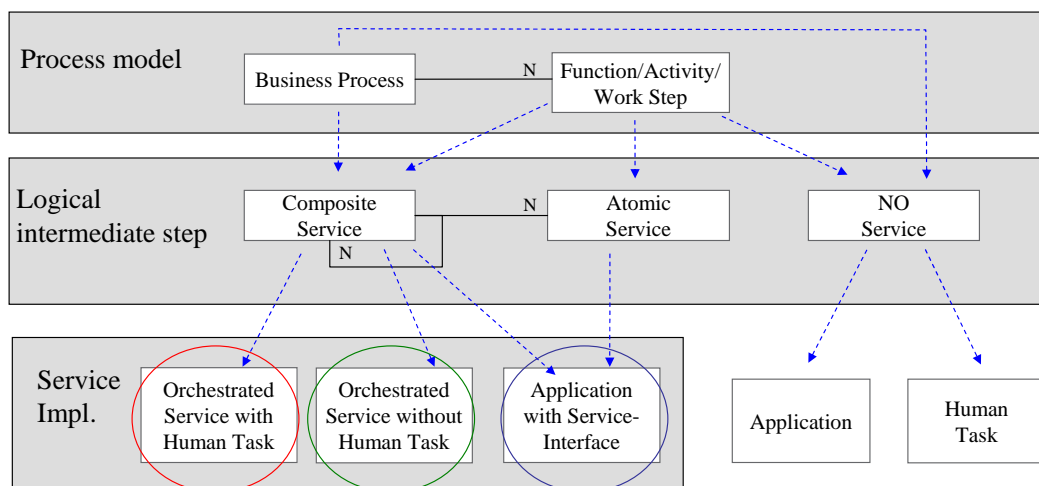 Process model
Business Process
N
Function/Activity/
Work Step
Logical
intermediate step
Composite
Service
N
N
Atomic
Service
NO
Service
Service
Impl.
Orchestrated
Service with
Human Task
Orchestrated
Service without
Human Task
Application
with Service-
Interface
Application
Human
Task